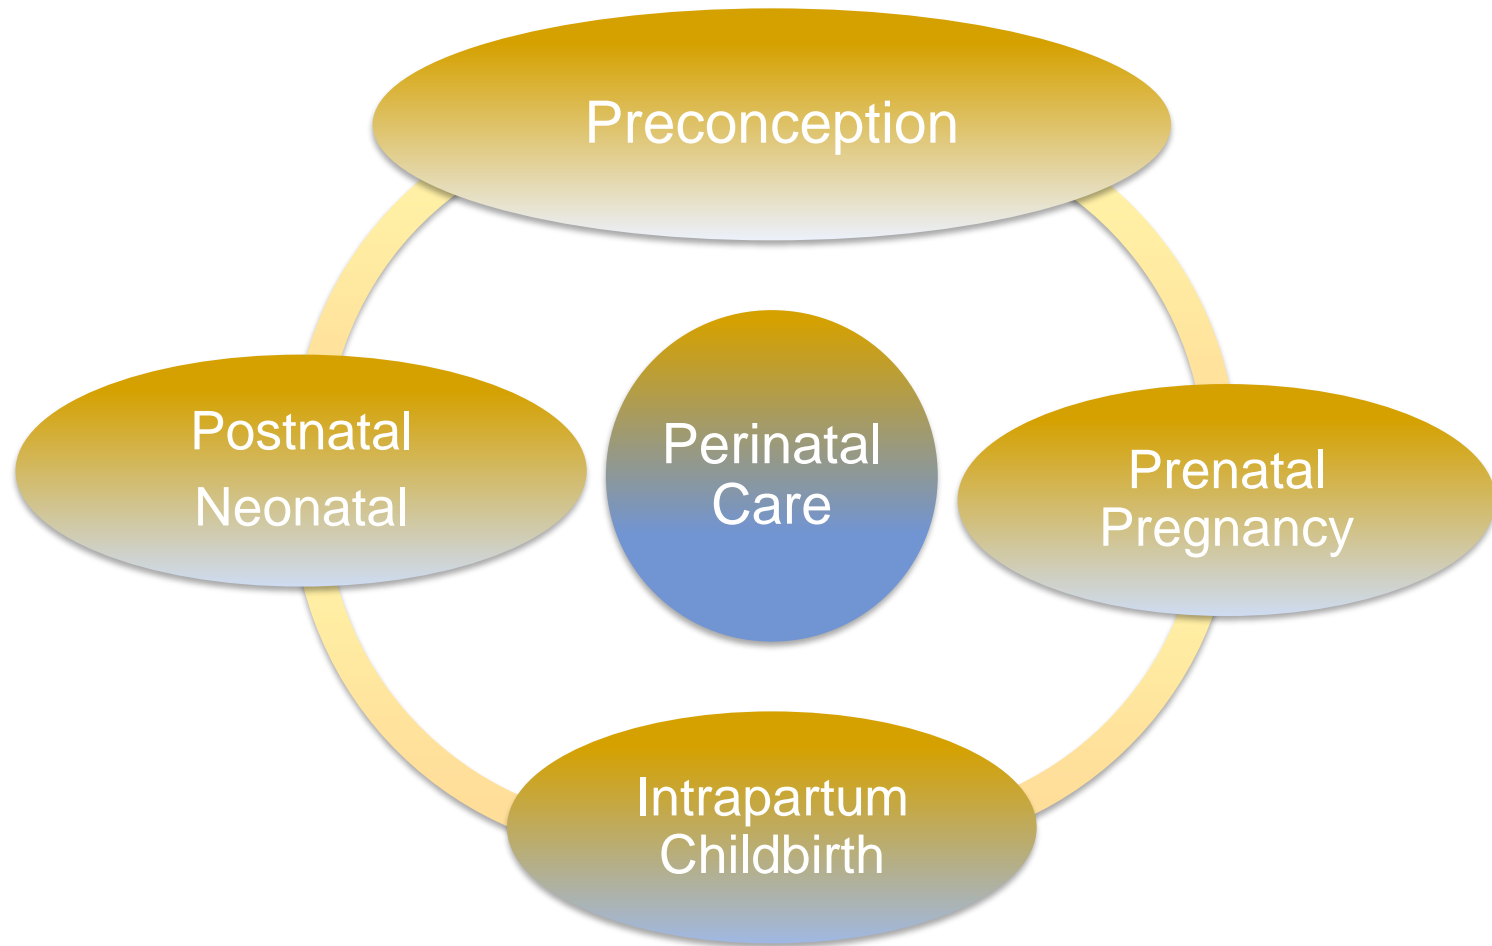 Preconception
Postnatal
Neonatal
Perinatal
Care
Prenatal
Pregnancy
Intrapartum
Childbirth